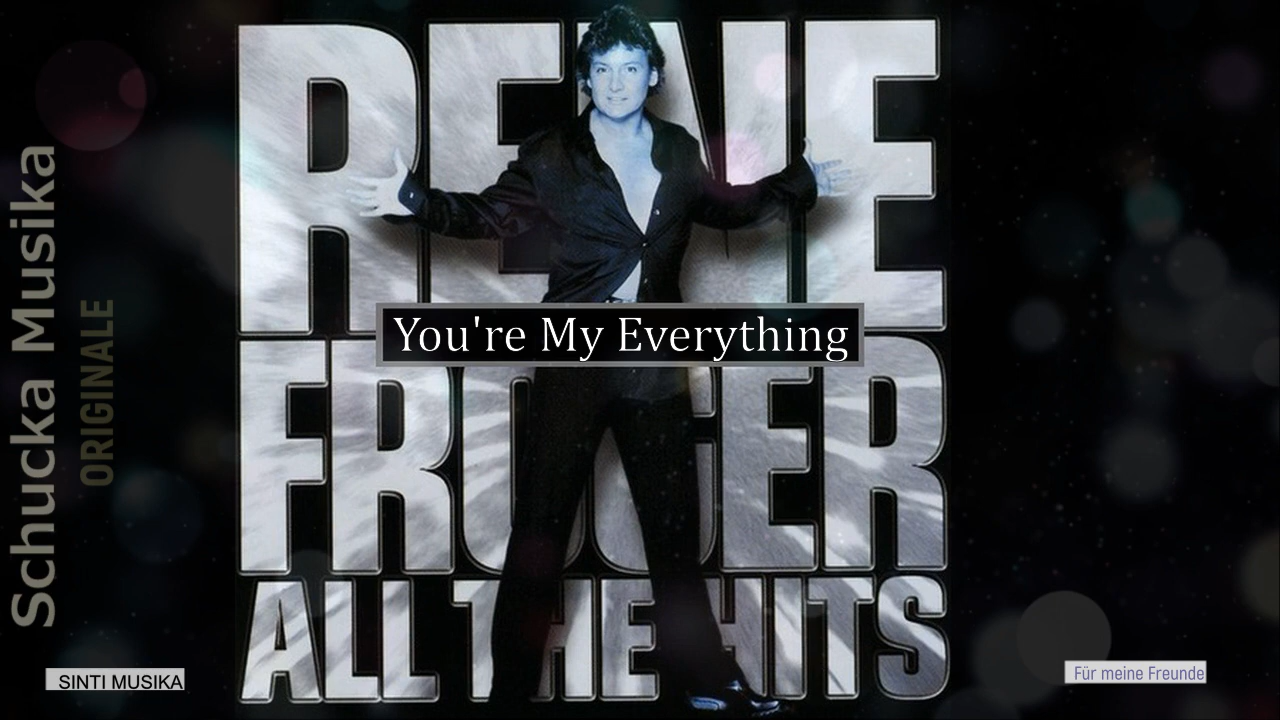 RENE
FROGER
ALL THE HITS
You're My Everything
Schucka Musika
ORIGINALE
SINTI MUSIKA
Für meine Freunde